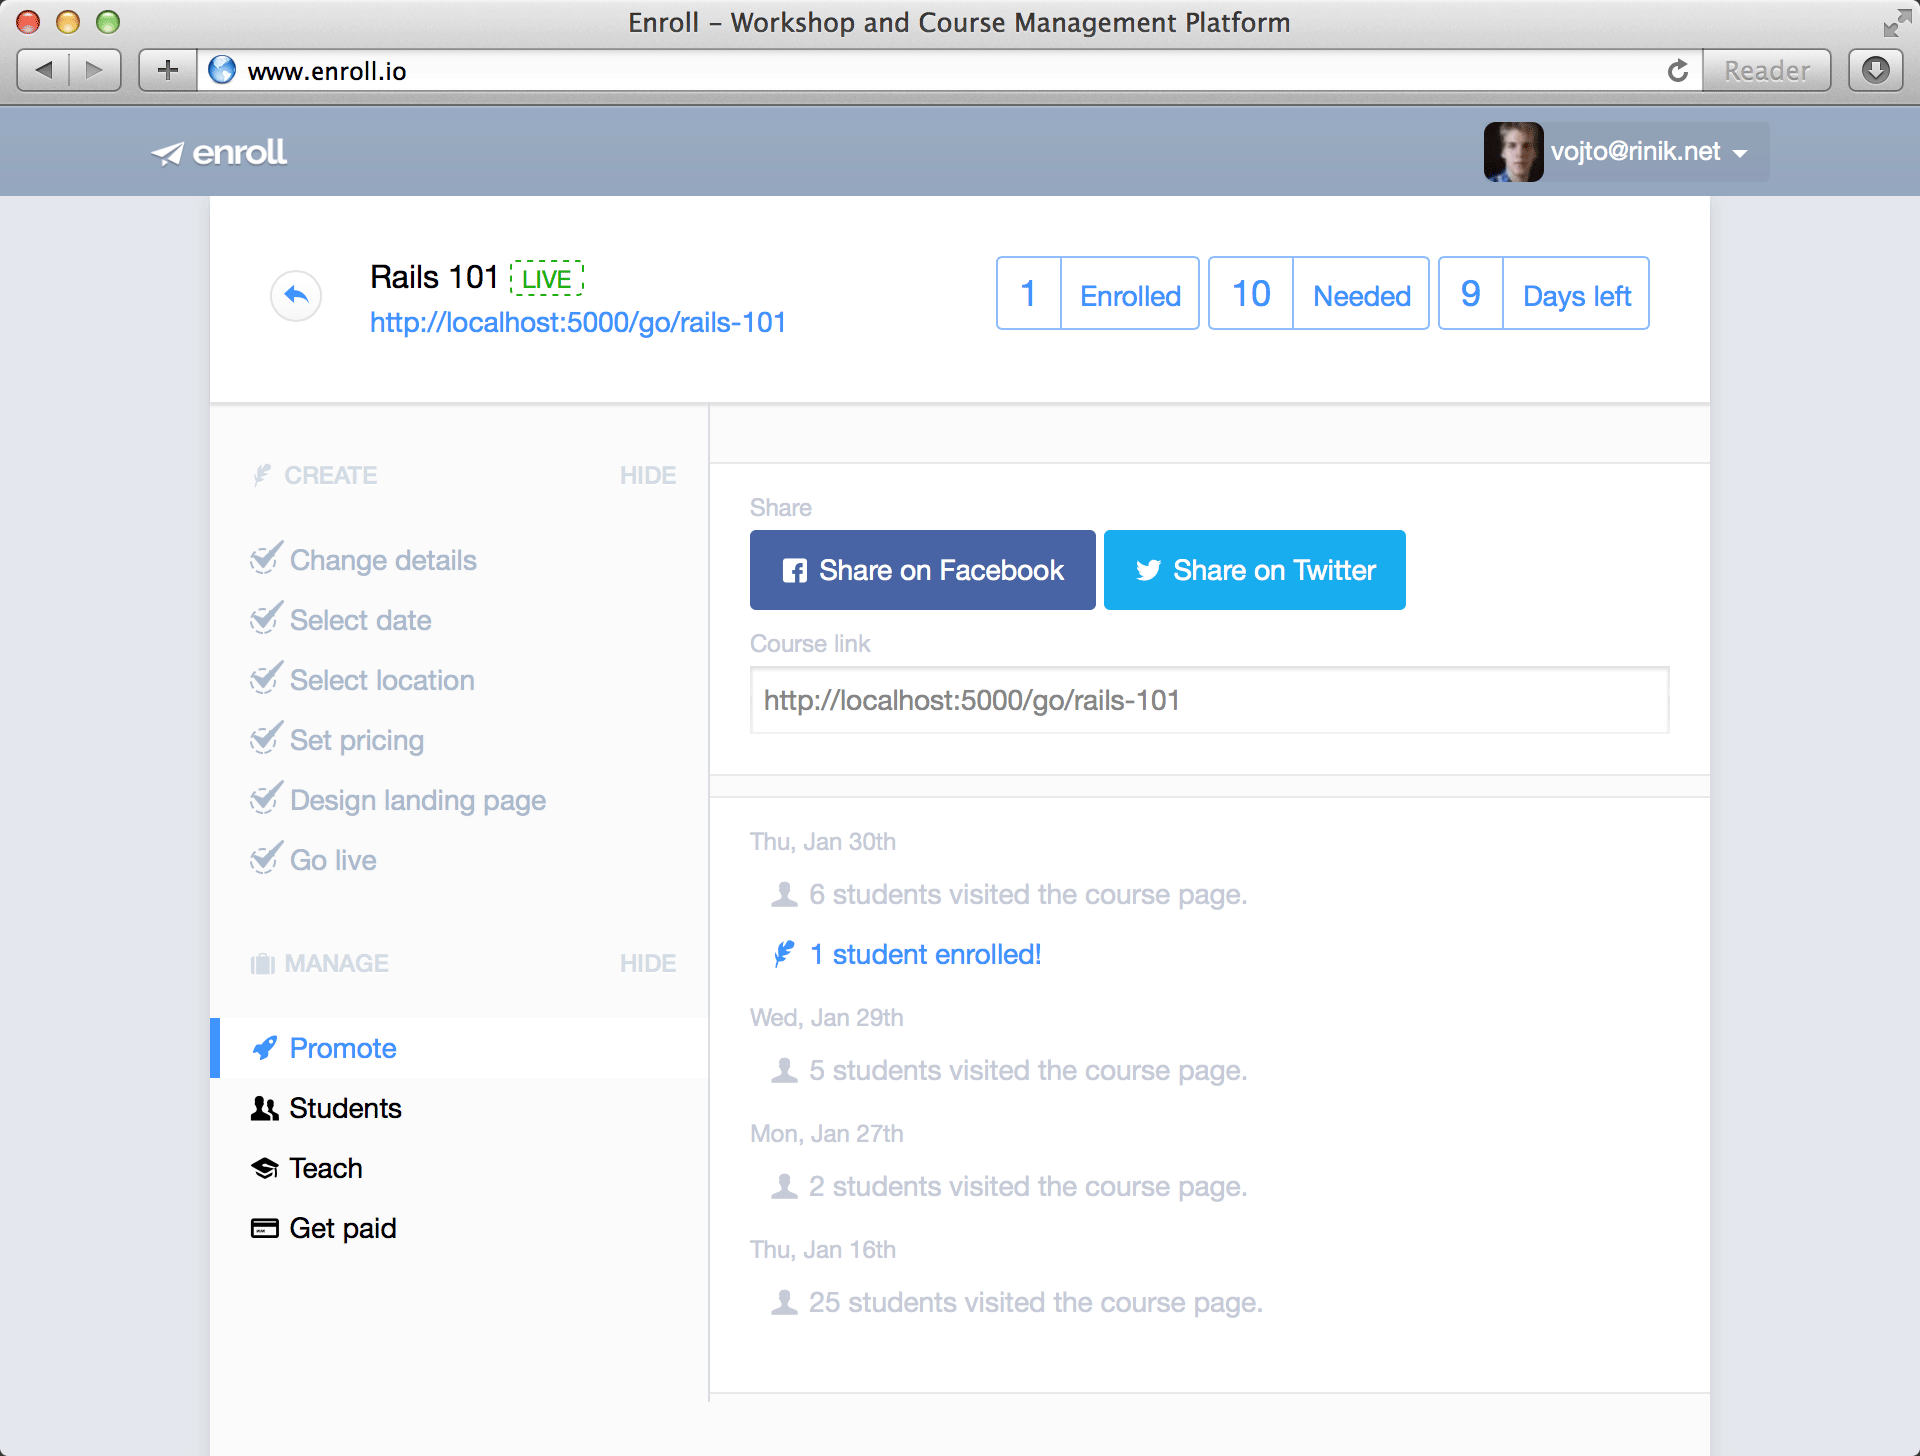 Enroll – Workshop and Course Management Platform
www.enroll.io
Reader
enroll
vojto@rinik.net
Rails 101 LIVE
http://localhost:5000/go/rails-101
1 Enrolled
10 Needed
9 Days left
CREATE HIDE
Change details
Select date
Select location
Set pricing
Design landing page
Go live
MANAGE HIDE
Promote
Students
Teach
Get paid
Share
Share on Facebook
Share on Twitter
Course link
http://localhost:5000/go/rails-101
Thu, Jan 30th
6 students visited the course page.
1 student enrolled!
Wed, Jan 29th
5 students visited the course page.
Mon, Jan 27th
2 students visited the course page.
Thu, Jan 16th
25 students visited the course page.